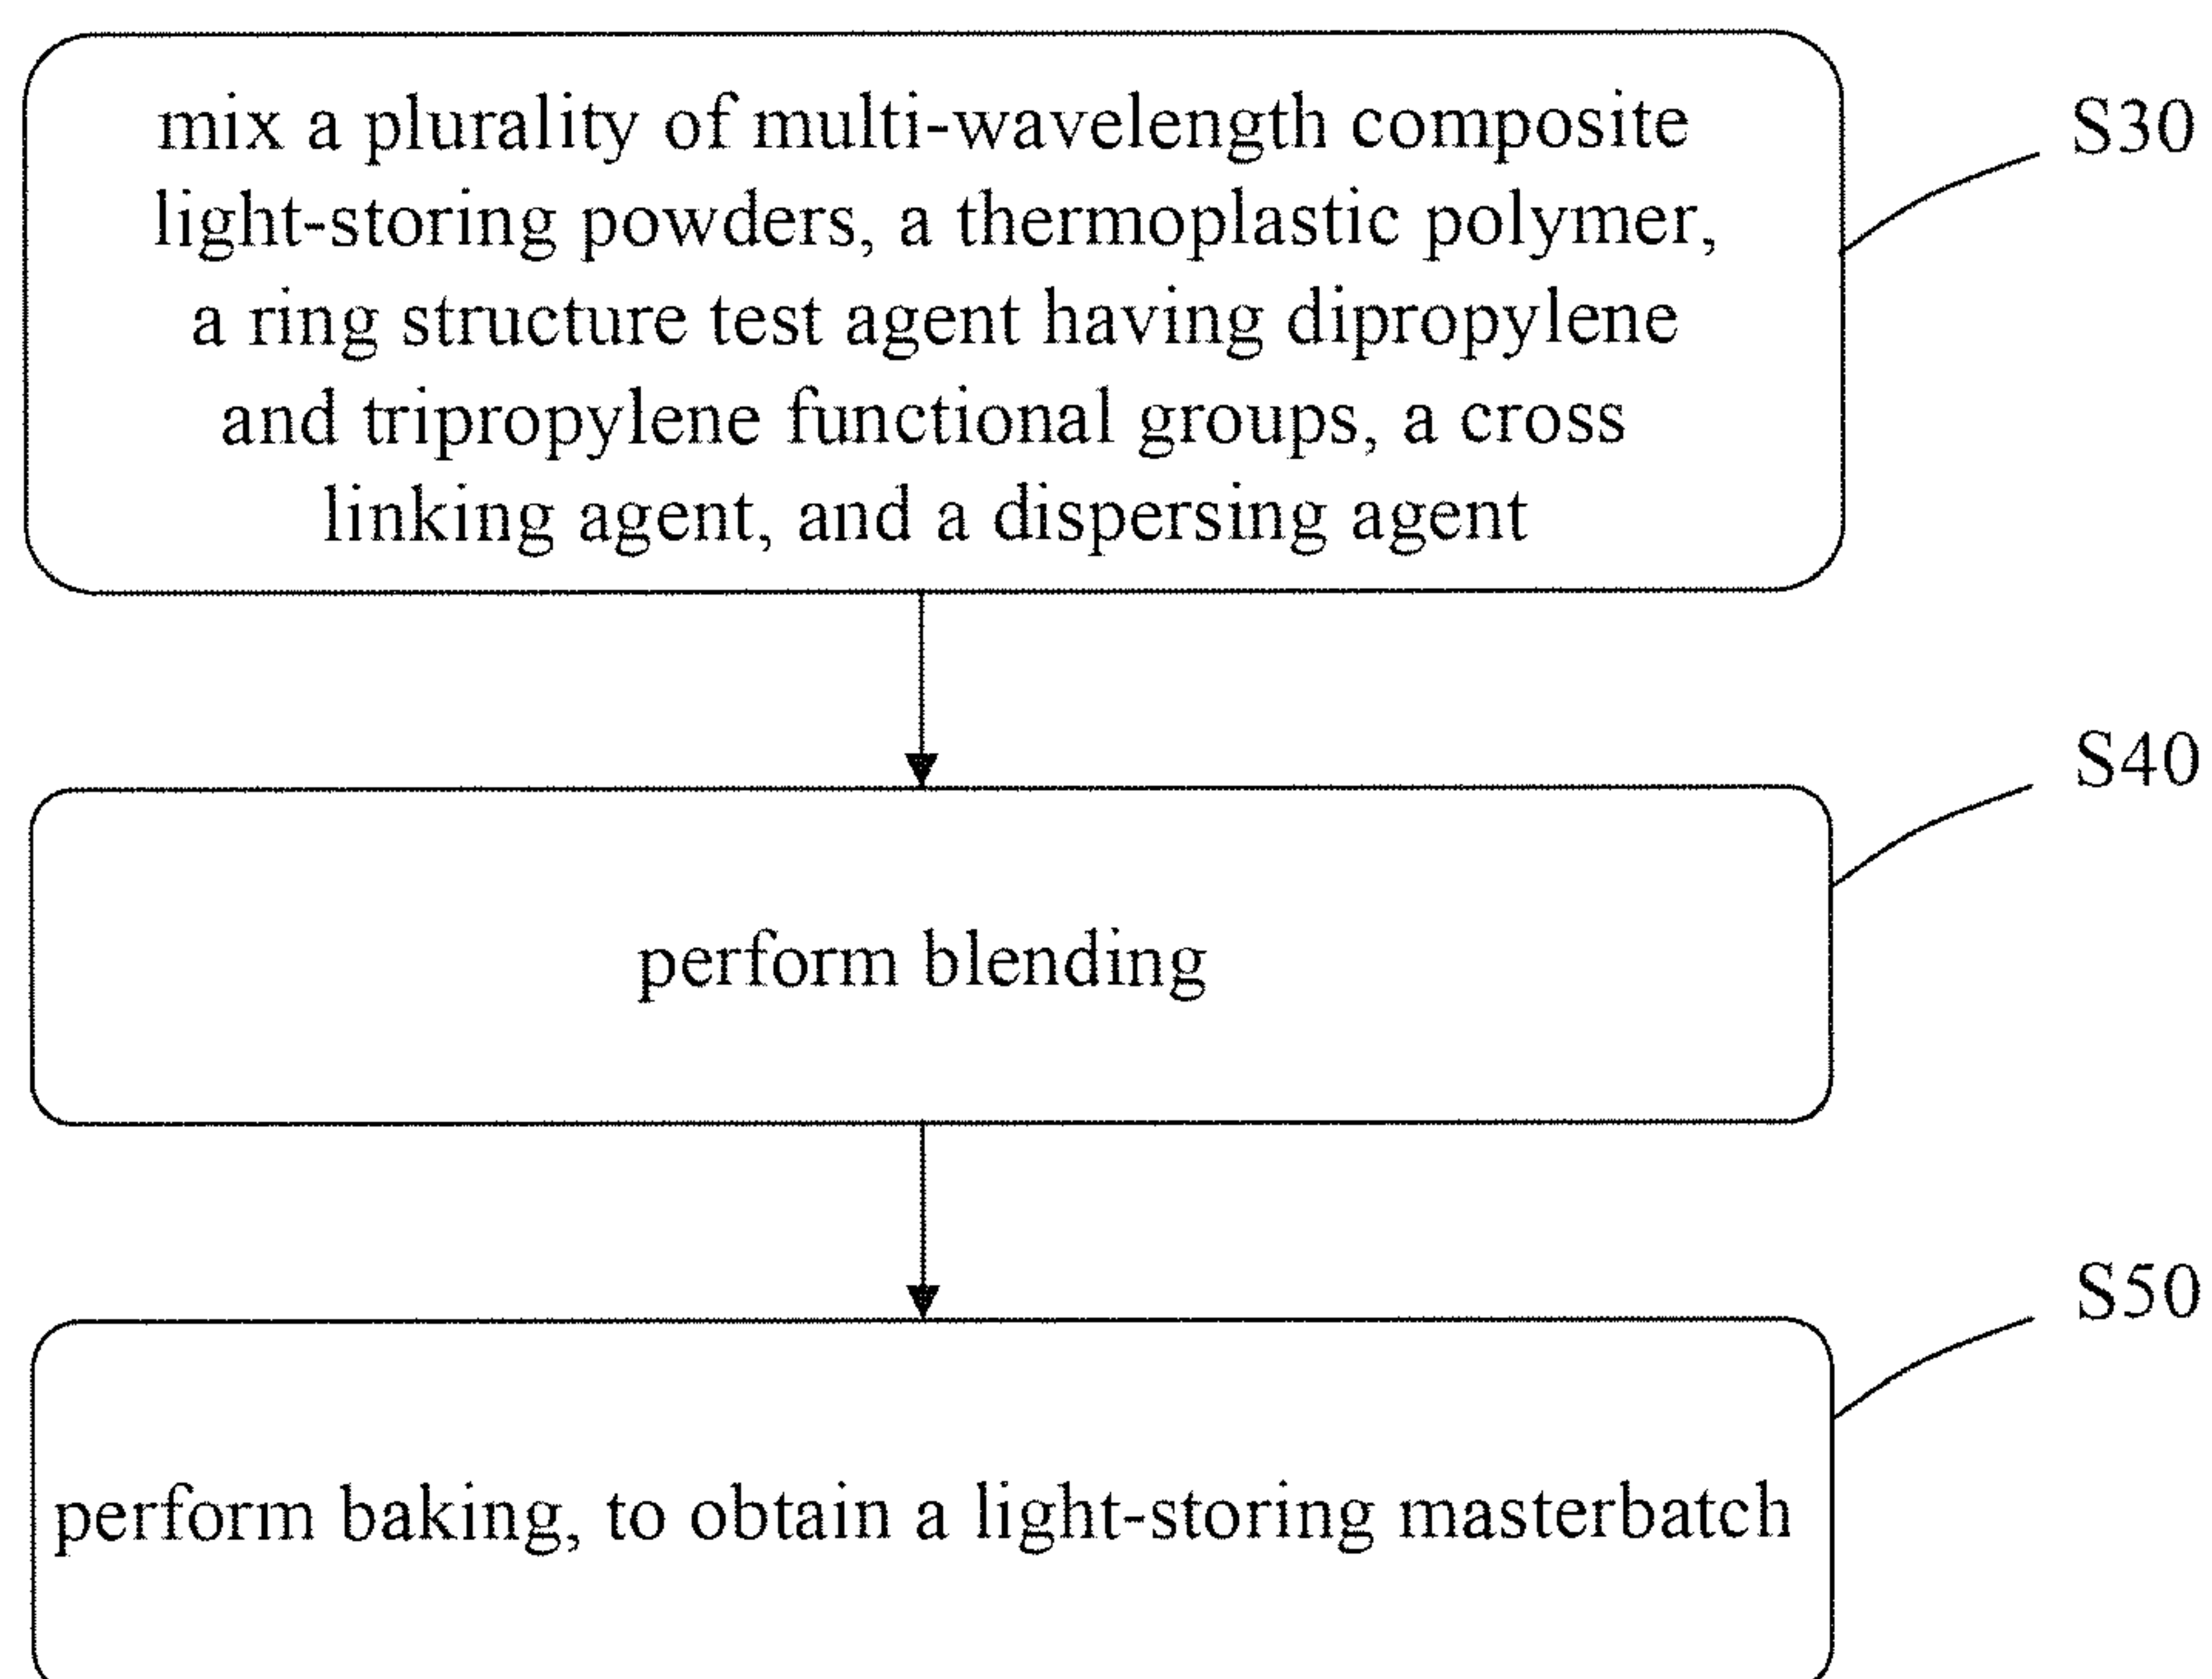 mix a plurality of multi-wavelength composite
light-storing powders, a thermoplastic polymer,
a ring structure test agent having dipropylene
and tripropylene functional groups, a cross
linking agent, and a dispersing agent
S30
perform blending
S40
perform baking, to obtain a light-storing masterbatch
S50